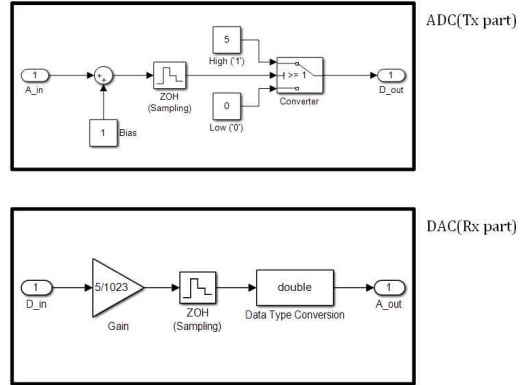 ADC(Tx part)
5
High ('1')
1
A_in
+
+
ZOH
(Sampling)
>= 1
Converter
1
D_out
1
Bias
0
Low ('0')
DAC(Rx part)
1
D_in
5/1023
Gain
ZOH
(Sampling)
double
Data Type Conversion
1
A_out